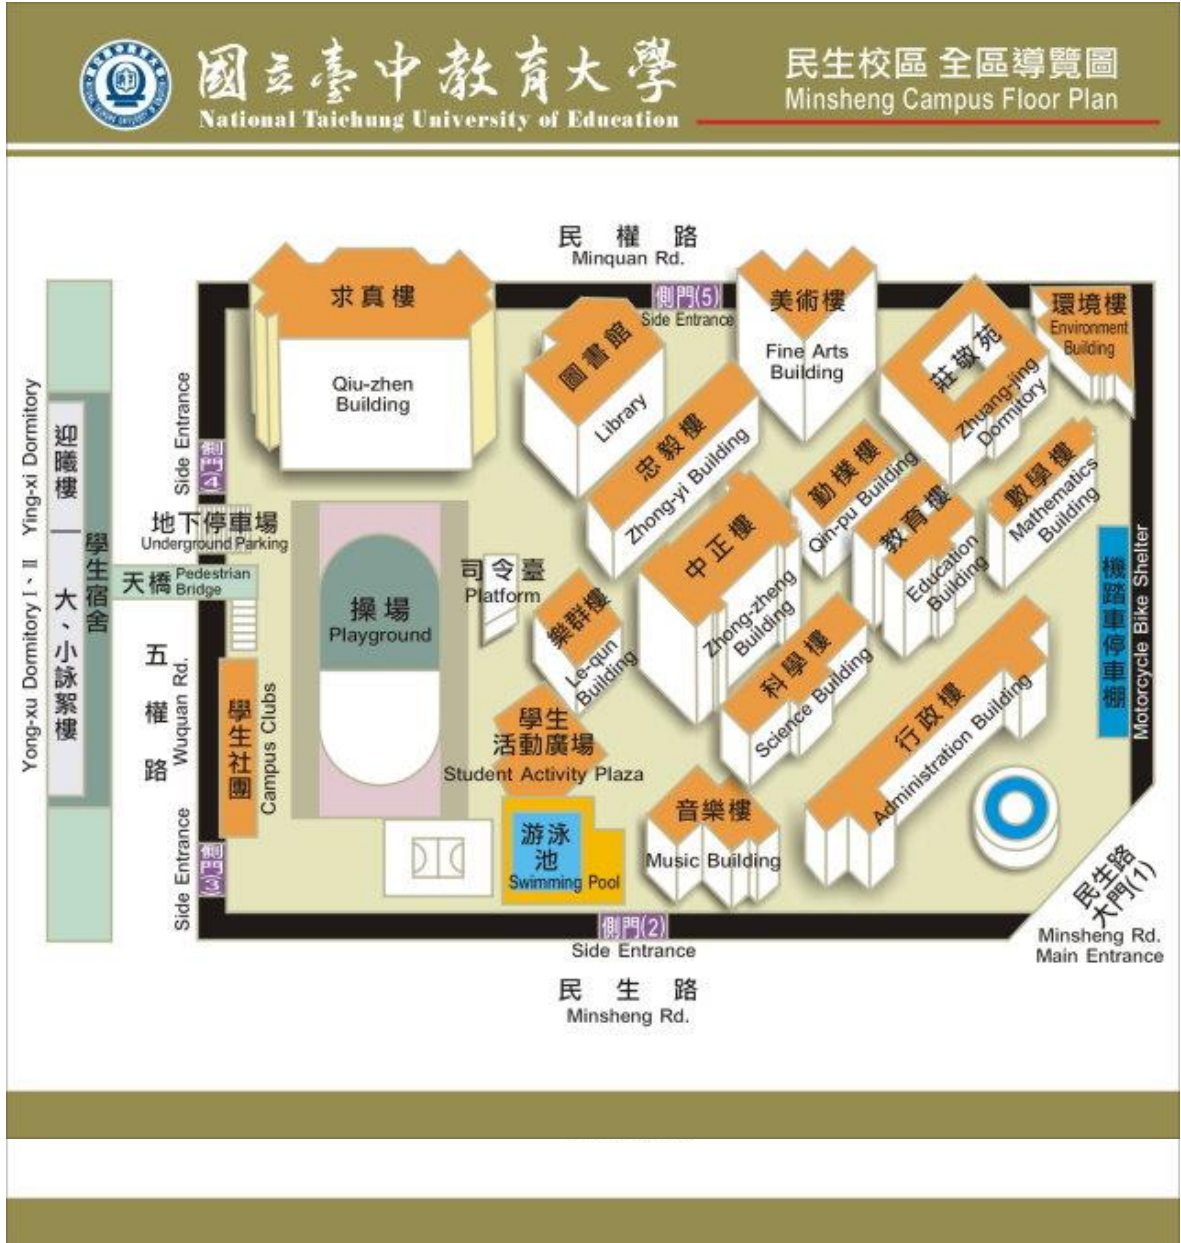 國立臺中教育大學
National Taichung University of Education
民生校區 全區導覽圖
Minsheng Campus Floor Plan
民權路
Minquan Rd.
求真樓
Qiu-zhen
Building
圖書館
Library
側門(5)
Side Entrance
美術樓
Fine Arts
Building
莊敬苑
Zhuang-jing
Dormitory
環境樓
Environment
Building
忠毅樓
Zhong-yi Building
勤樸樓
Qin-pu Building
數學樓
Mathematics
Building
中正樓
Zhong-zheng
Building
教育樓
Education
Building
Side Entrance
側門(4)
迎曦樓
Ying-xi Dormitory
學生宿舍
大、小詠絮樓
Yong-xu Dormitory I、II
地下停車場
Underground Parking
天橋
Pedestrian
Bridge
操場
Playground
司令臺
Platform
樂群樓
Le-qun
Building
科學樓
Science Building
行政樓
Administration Building
機踏車停車棚
Motorcycle Bike Shelter
五權路
Wuquan Rd.
學生社團
Campus Clubs
學生
活動廣場
Student Activity Plaza
游泳
池
Swimming Pool
音樂樓
Music Building
Side Entrance
側門(3)
側門(2)
Side Entrance
民生路
大門(1)
Minsheng Rd.
Main Entrance
民生路
Minsheng Rd.